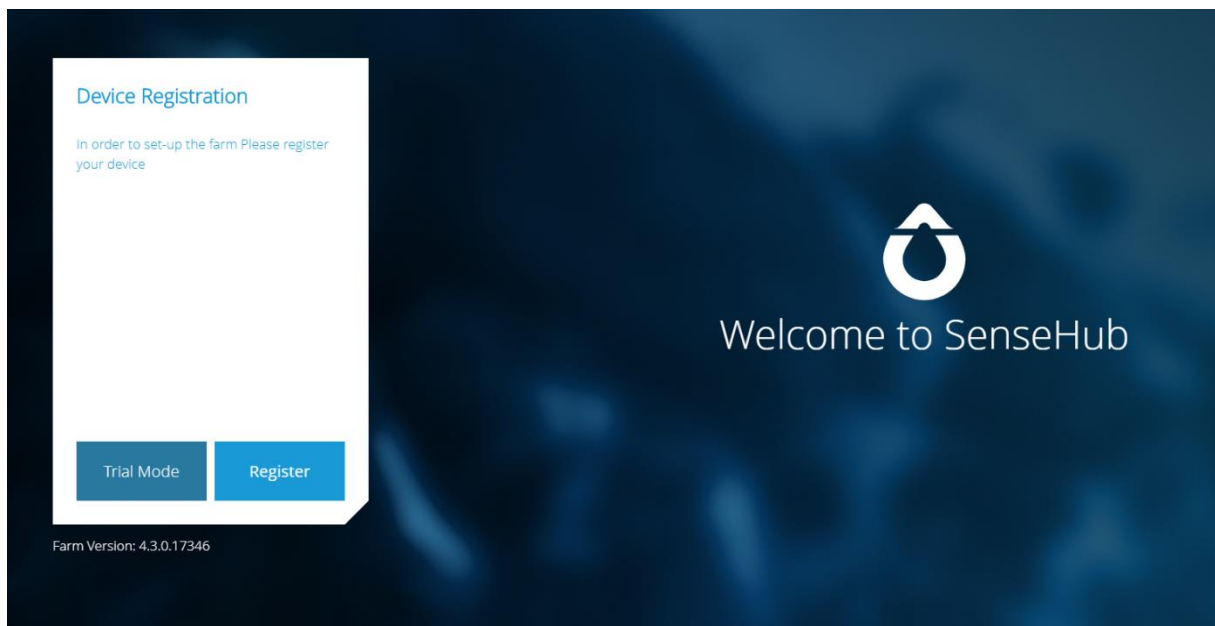 Device Registration
In order to set-up the farm Please register
your device
Trial Mode
Register
Farm Version: 4.3.0.17346
Welcome to SenseHub